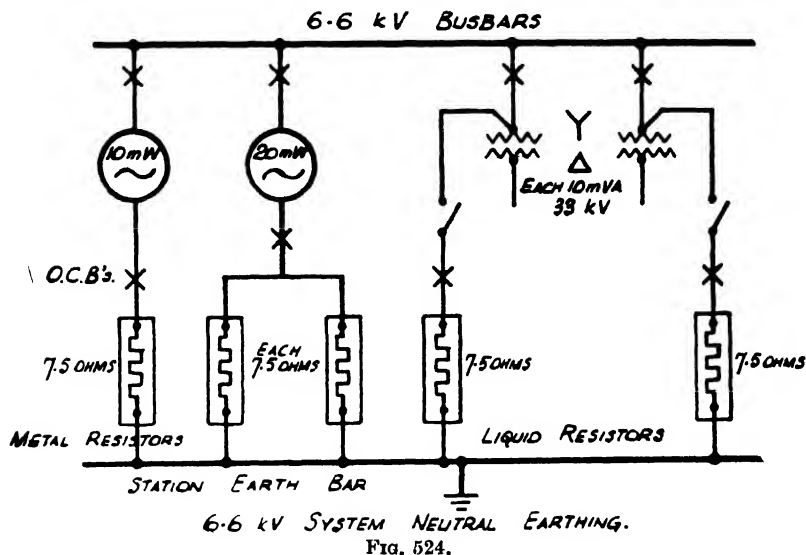 6.6 kV BUSBARS
10mW
20mW
EACH 10mVA
33 kV
O.C.B's.
7.5 OHMS
EACH
7.5 OHMS
7.5 OHMS
7.5 OHMS
METAL RESISTORS
LIQUID RESISTORS
STATION EARTH BAR
6.6 kV SYSTEM NEUTRAL EARTHING.
FIG. 524.